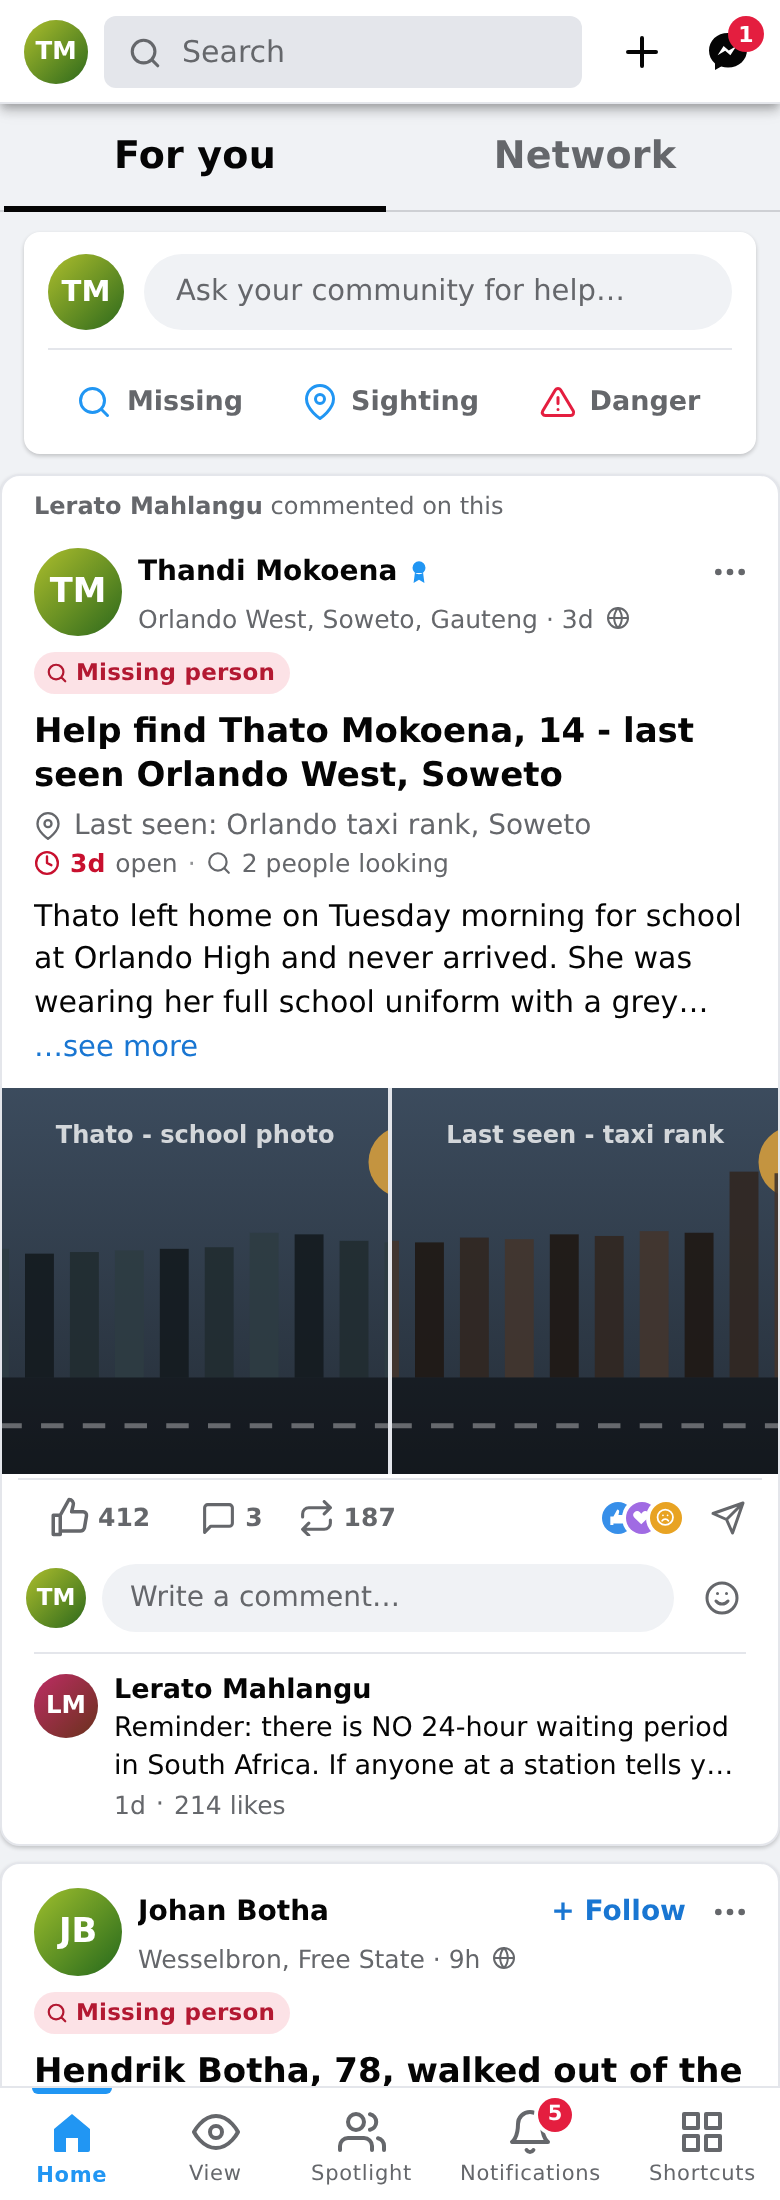 TM
Search
1
For you
Network
TM
Ask your community for help...
Missing
Sighting
Danger
Lerato Mahlangu commented on this
TM
Thandi Mokoena
Orlando West, Soweto, Gauteng · 3d
Missing person
Help find Thato Mokoena, 14 - last
seen Orlando West, Soweto
Last seen: Orlando taxi rank, Soweto
3d open · 2 people looking
Thato left home on Tuesday morning for school
at Orlando High and never arrived. She was
wearing her full school uniform with a grey...
...see more
Thato - school photo
Last seen - taxi rank
412
3
187
TM
Write a comment...
LM
Lerato Mahlangu
Reminder: there is NO 24-hour waiting period
in South Africa. If anyone at a station tells y...
1d · 214 likes
JB
Johan Botha
+ Follow
Wesselbron, Free State · 9h
Missing person
Hendrik Botha, 78, walked out of the
5
Home
View
Spotlight
Notifications
Shortcuts